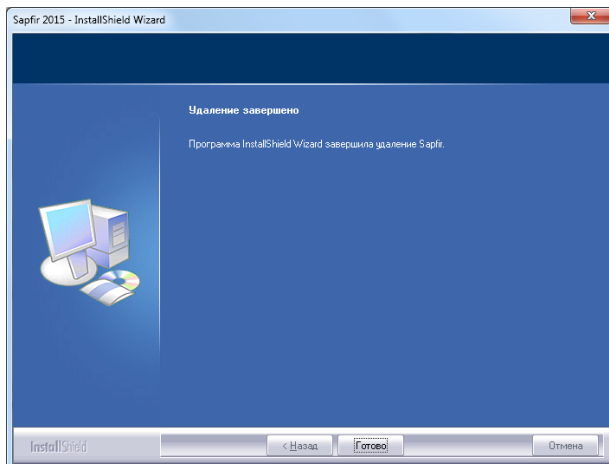 Sapfir 2015 - InstallShield Wizard
Удаление завершено
Программа InstallShield Wizard завершила удаление Sapfir.
InstallShield
< Назад
Готово
Отмена